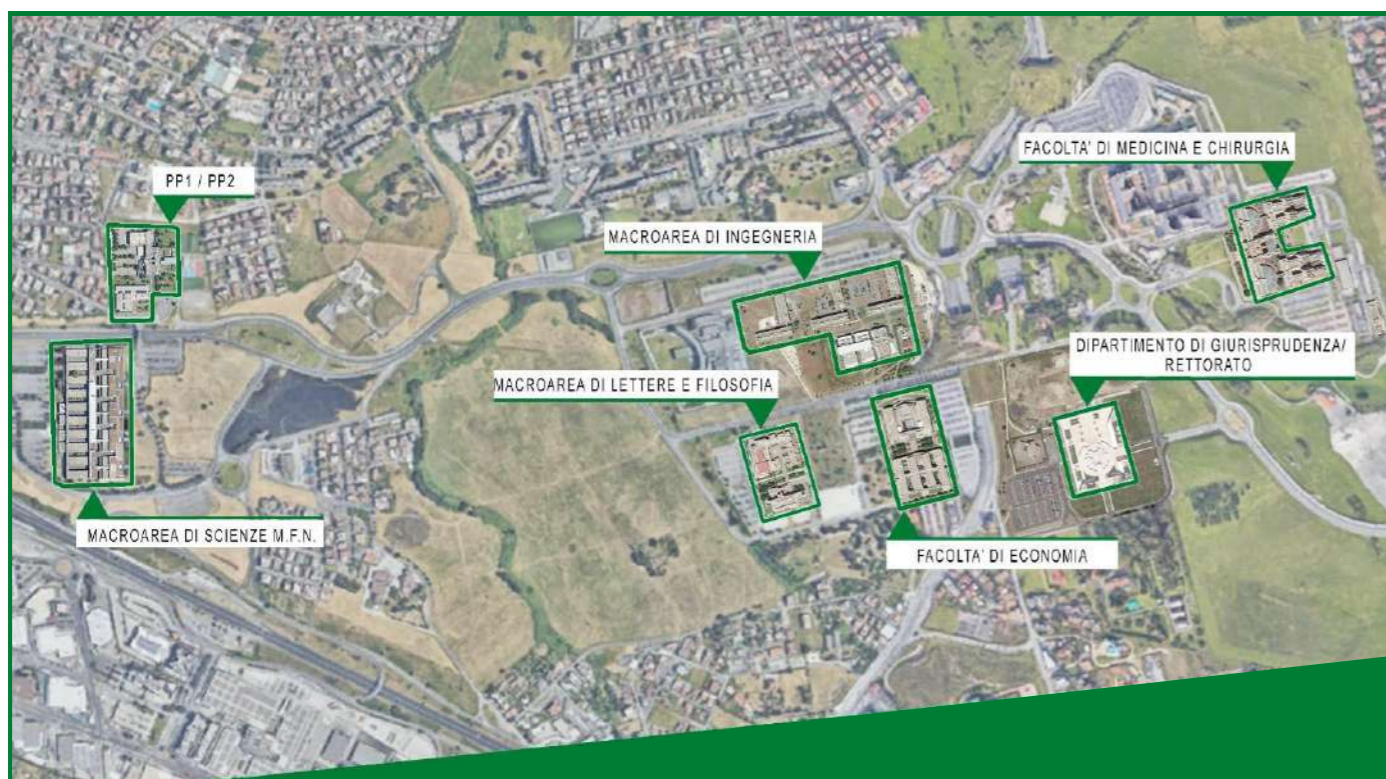 FACOLTA' DI MEDICINA E CHIRURGIA
PP1 / PP2
MACROAREA DI INGEGNERIA
DIPARTIMENTO DI GIURISPRUDENZA/
RETTORATO
MACROAREA DI LETTERE E FILOSOFIA
MACROAREA DI SCIENZE M.F.N.
FACOLTA' DI ECONOMIA